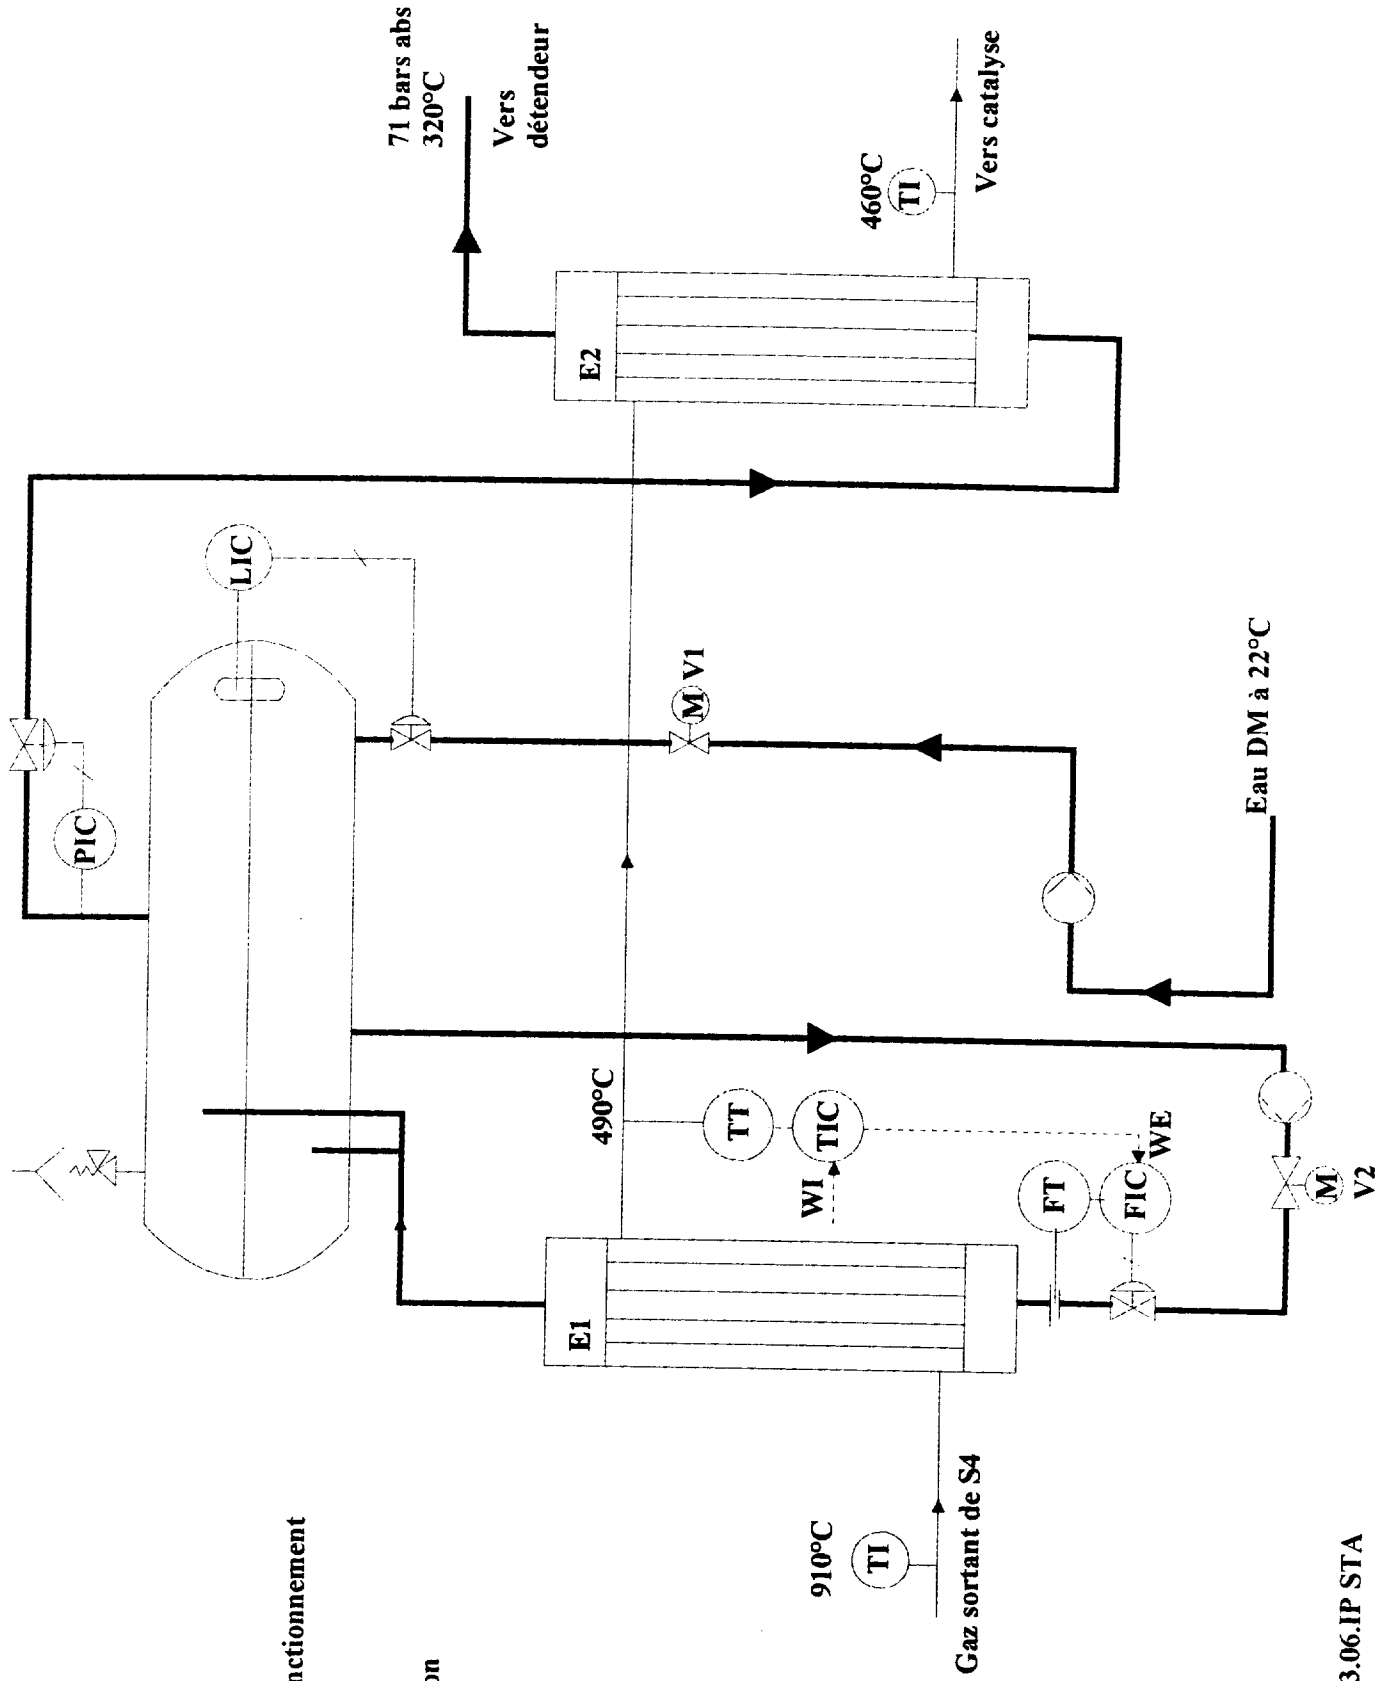 71 bars abs
320°C
Vers
détendeur
PIC
LIC
E2
460°C
TI
Vers catalyse
M V1
490°C
TT
TIC
WI
WE
FT
FIC
E1
M
V2
Eau DM à 22°C
910°C
TI
Gaz sortant de S4
nctionnement
on
3.06.IP STA